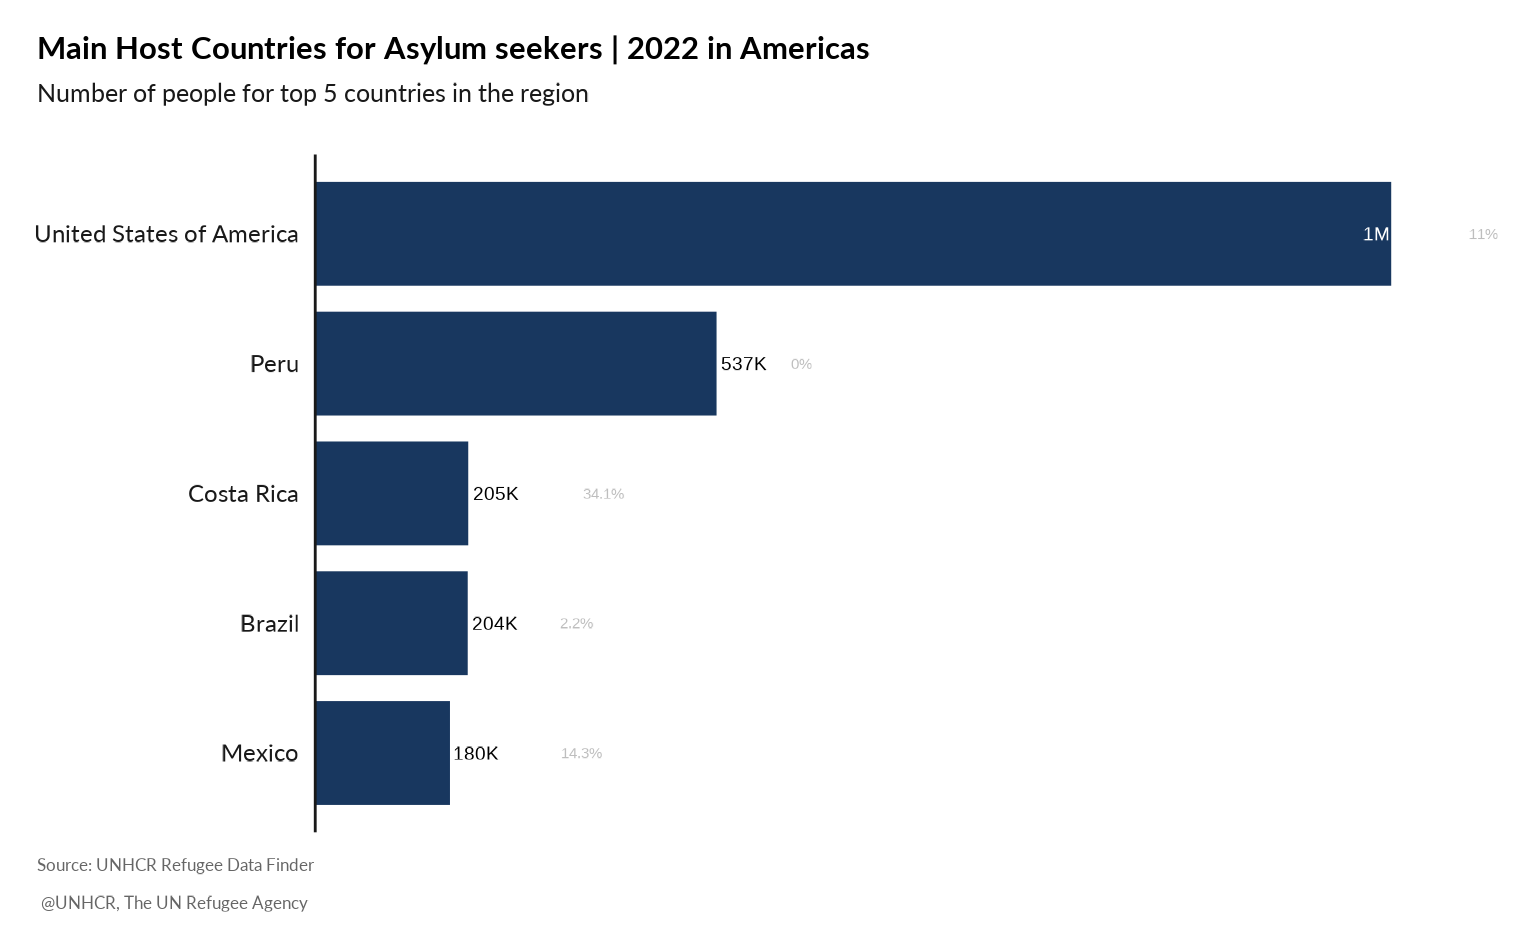 Main Host Countries for Asylum seekers | 2022 in Americas
Number of people for top 5 countries in the region
United States of America 1M 11%
Peru 537K 0%
Costa Rica 205K 34.1%
Brazil 204K 2.2%
Mexico 180K 14.3%
Source: UNHCR Refugee Data Finder
@UNHCR, The UN Refugee Agency